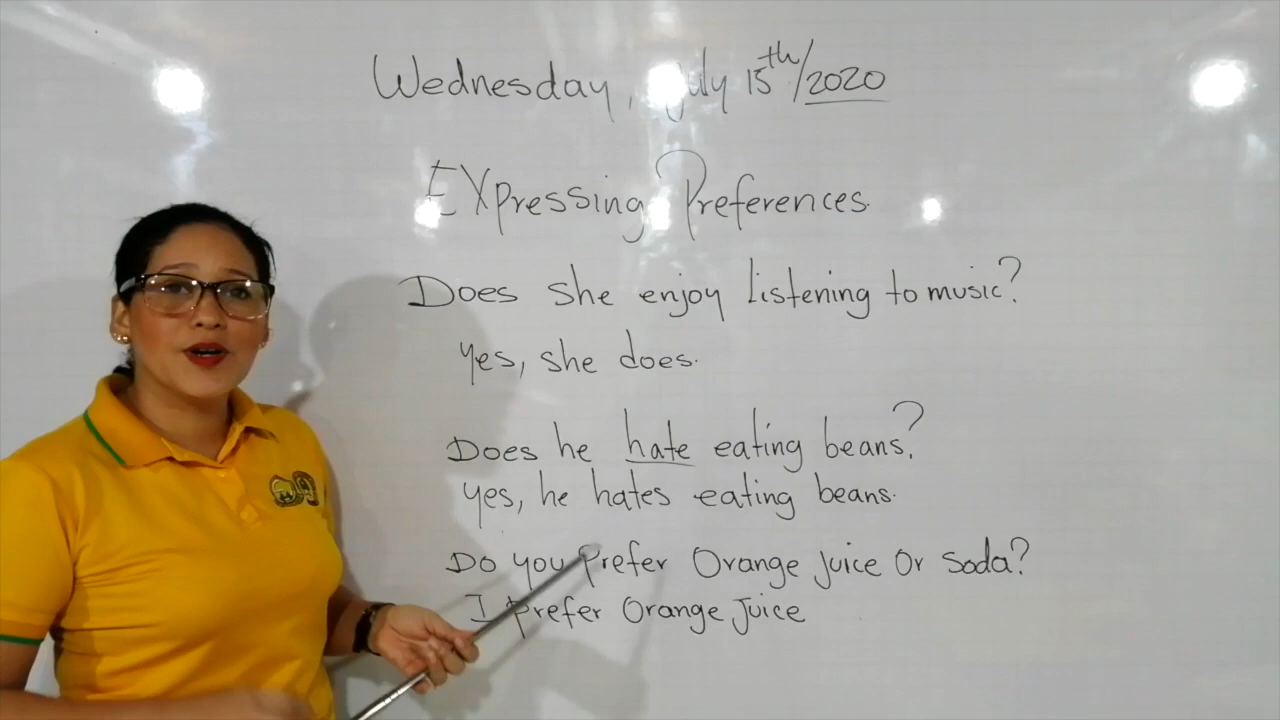 Wednesday, July 15th/2020
EXpressing Preferences.
Does she enjoy listening to music?
yes, she does.
Does he hate eating beans?
yes, he hates eating beans.
Do you prefer Orange juice Or Soda?
I prefer Orange Juice